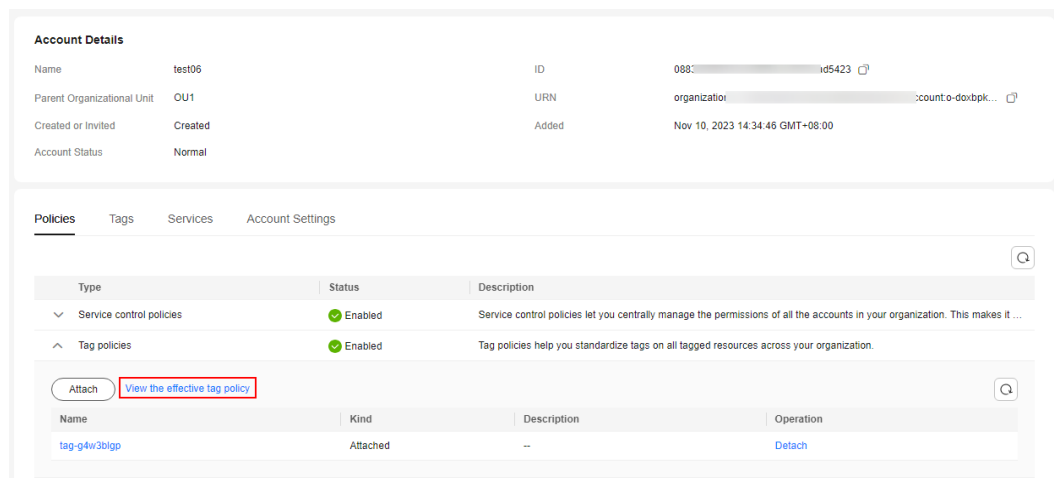 Account Details
Name test06 ID 088 id5423
Parent Organizational Unit OU1 URN organization :count:o-doxbpk...
Created or Invited Created Added Nov 10, 2023 14:34:46 GMT+08:00
Account Status Normal
Policies Tags Services Account Settings
Type Status Description
Service control policies Enabled Service control policies let you centrally manage the permissions of all the accounts in your organization. This makes it ...
Tag policies Enabled Tag policies help you standardize tags on all tagged resources across your organization.
Attach View the effective tag policy
Name Kind Description Operation
tag-g4w3blgp Attached -- Detach